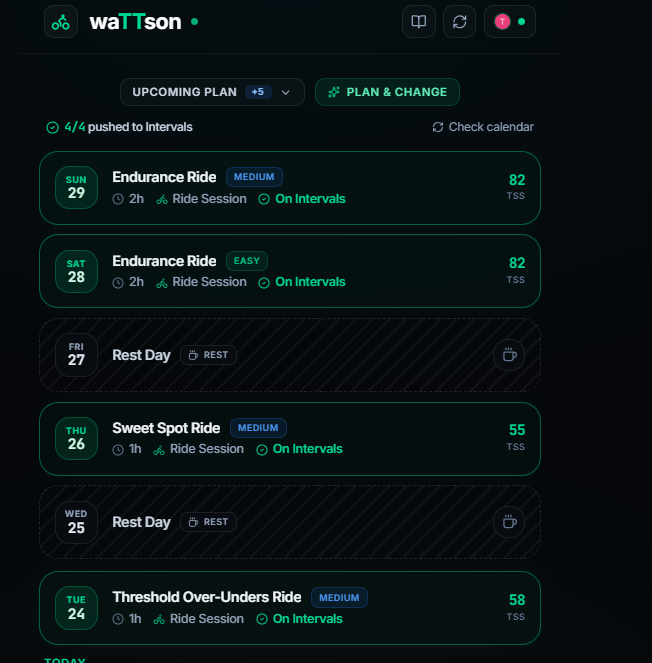 waTTson
T
UPCOMING PLAN +5
PLAN & CHANGE
4/4 pushed to Intervals
Check calendar
SUN
29
Endurance Ride MEDIUM
2h Ride Session On Intervals
82
TSS
SAT
28
Endurance Ride EASY
2h Ride Session On Intervals
82
TSS
FRI
27
Rest Day REST
THU
26
Sweet Spot Ride MEDIUM
1h Ride Session On Intervals
55
TSS
WED
25
Rest Day REST
TUE
24
Threshold Over-Unders Ride MEDIUM
1h Ride Session On Intervals
58
TSS
TODAY